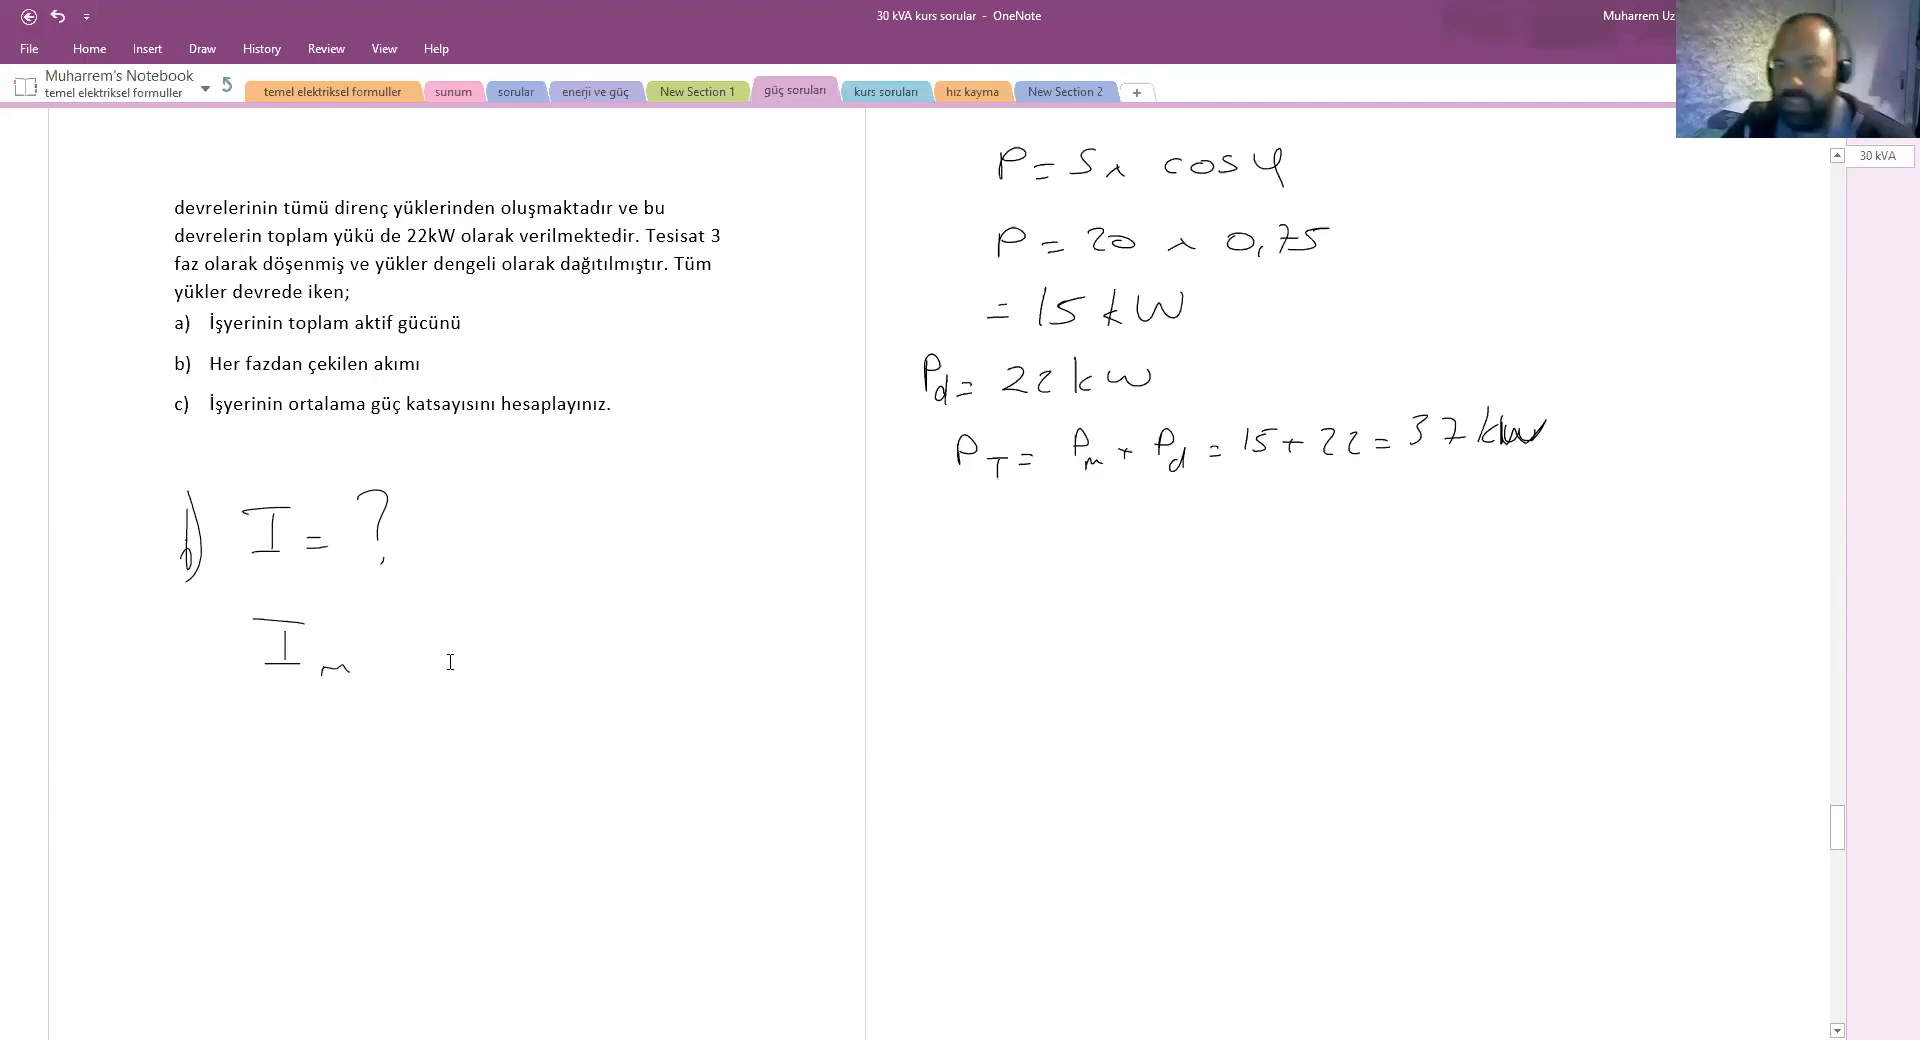 30 kVA kurs sorular - OneNote
Muharrem Uz
File Home Insert Draw History Review View Help
Muharrem's Notebook
temel elektriksel formuller
temel elektriksel formuller sunum sorular enerji ve güç New Section 1 güç soruları kurs soruları hız kayma New Section 2 +
30 kVA
devrelerinin tümü direnç yüklerinden oluşmaktadır ve bu
devrelerin toplam yükü de 22kW olarak verilmektedir. Tesisat 3
faz olarak döşenmiş ve yükler dengeli olarak dağıtılmıştır. Tüm
yükler devrede iken;
a) İşyerinin toplam aktif gücünü
b) Her fazdan çekilen akımı
c) İşyerinin ortalama güç katsayısını hesaplayınız.
b) I = ?
I m
P = S x cos φ
P = 20 x 0,75
= 15 kW
Pd = 22 kw
PT = Pm + Pd = 15 + 22 = 37 kw